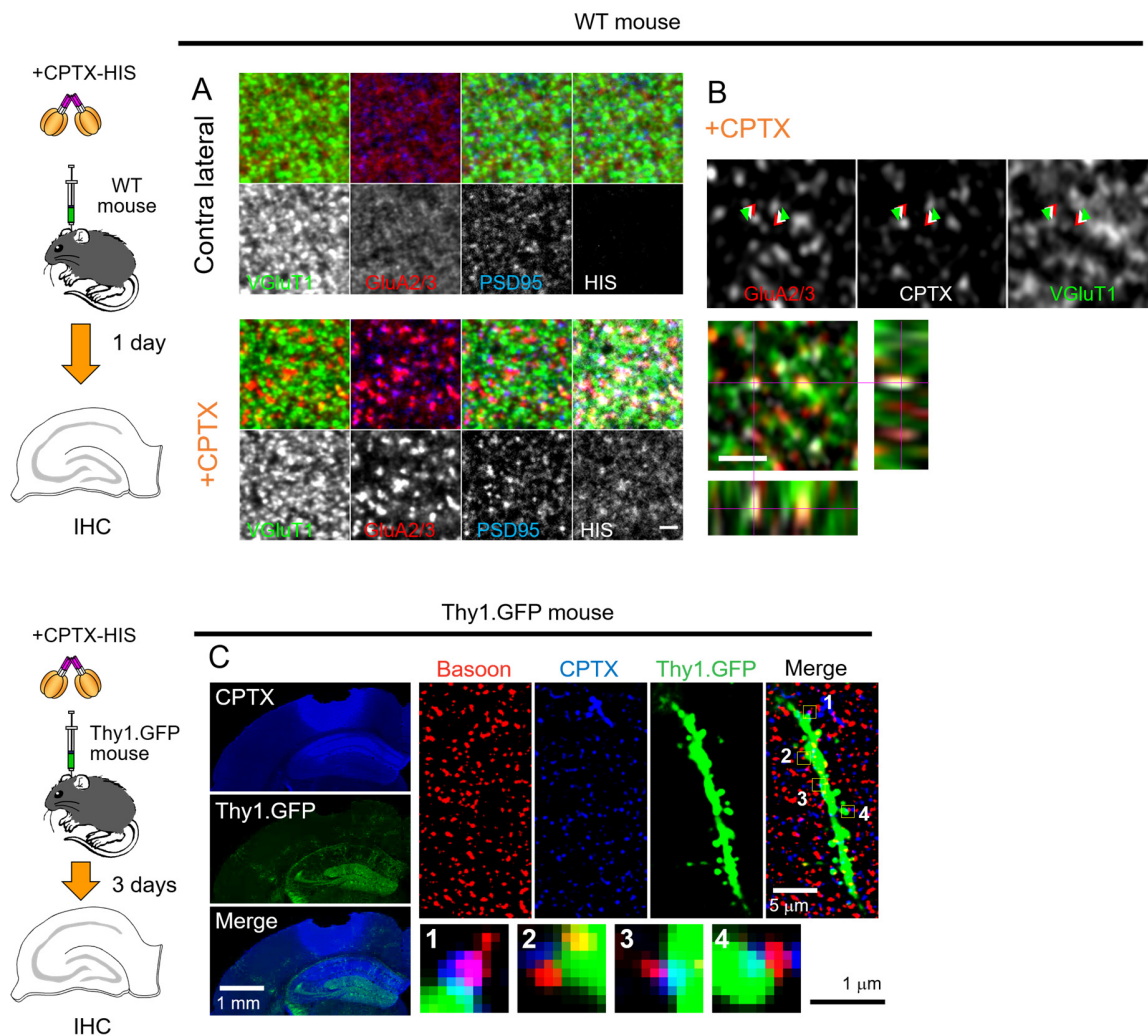 WT mouse
+CPTX-HIS
WT
mouse
1 day
IHC
A
Contra lateral
VGluT1
GluA2/3
PSD95
HIS
+CPTX
VGluT1
GluA2/3
PSD95
HIS
B
+CPTX
GluA2/3
CPTX
VGluT1
Thy1.GFP mouse
+CPTX-HIS
Thy1.GFP
mouse
3 days
IHC
C
CPTX
Thy1.GFP
Merge
1 mm
Basoon
CPTX
Thy1.GFP
Merge
1
2
3
4
5 μm
1
2
3
4
1 μm